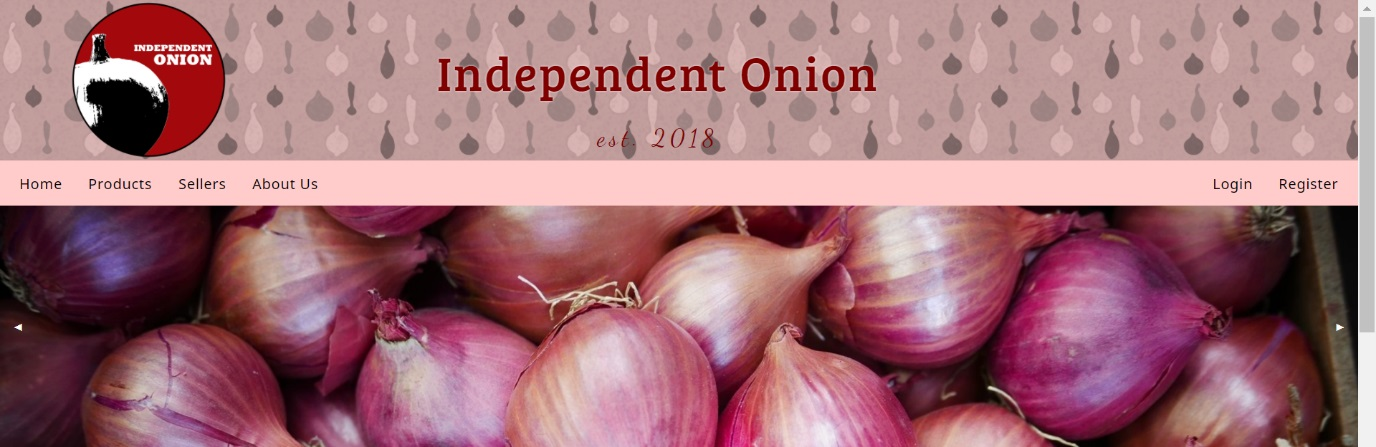 INDEPENDENT
ONION
Independent Onion
est. 2018
Home Products Sellers About Us Login Register